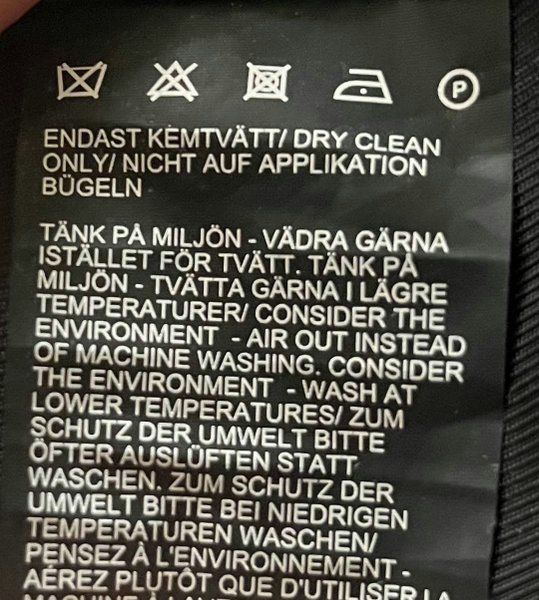 P
ENDAST KEMTVÄTT/ DRY CLEAN
ONLY/ NICHT AUF APPLIKATION
BÜGELN
TÄNK PÅ MILJÖN - VÄDRA GÄRNA
ISTÄLLET FÖR TVÄTT. TÄNK PÅ
MILJÖN - TVÄTTA GÄRNA I LÄGRE
TEMPERATURER/ CONSIDER THE
ENVIRONMENT - AIR OUT INSTEAD
OF MACHINE WASHING. CONSIDER
THE ENVIRONMENT - WASH AT
LOWER TEMPERATURES/ ZUM
SCHUTZ DER UMWELT BITTE
ÖFTER AUSLÜFTEN STATT
WASCHEN. ZUM SCHUTZ DER
UMWELT BITTE BEI NIEDRIGEN
TEMPERATUREN WASCHEN/
PENSEZ À L'ENVIRONNEMENT -
AÉREZ PLUTÔT QUE D'UTILISER LA